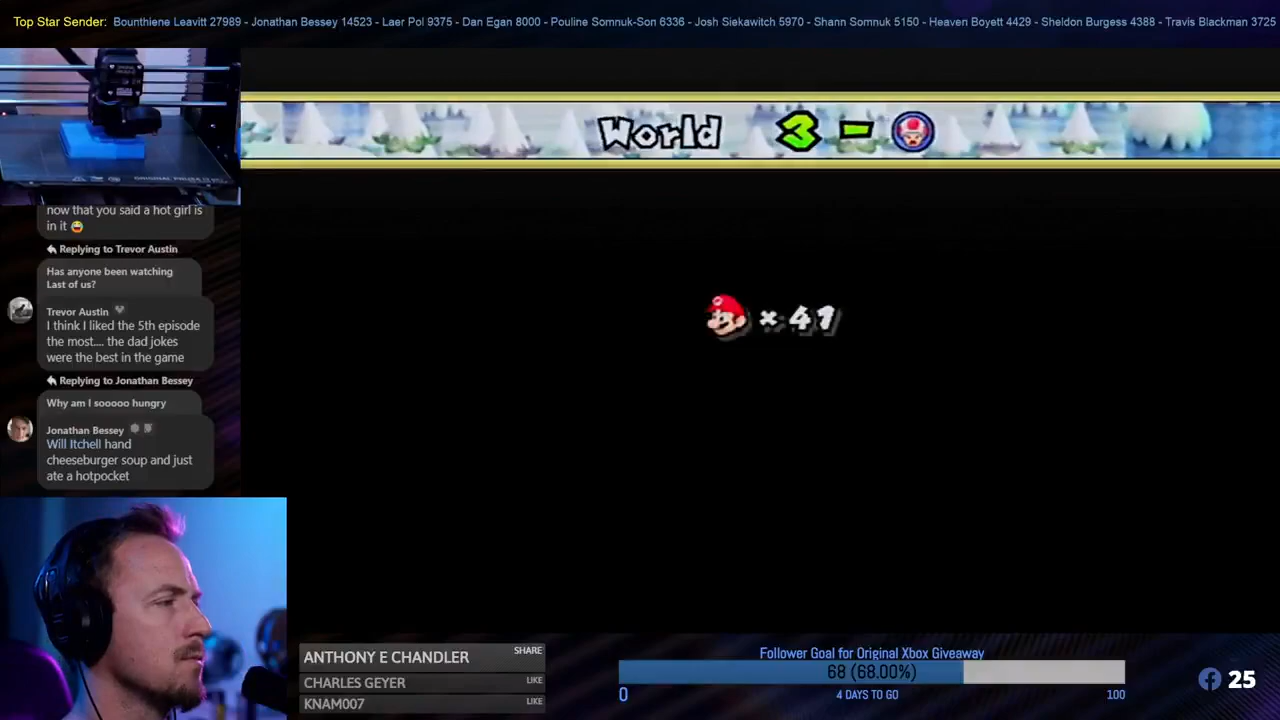 Top Star Sender: Bounthiene Leavitt 27989 - Jonathan Bessey 14523 - Laer Pol 9375 - Dan Egan 8000 - Pouline Somnuk-Son 6336 - Josh Siekawitch 5970 - Shann Somnuk 5150 - Heaven Boyett 4429 - Sheldon Burgess 4388 - Travis Blackman 3725
World 3 -
now that you said a hot girl is
in it 😂
Replying to Trevor Austin
Has anyone been watching
Last of us?
Trevor Austin
I think I liked the 5th episode
the most.... the dad jokes
were the best in the game
Replying to Jonathan Bessey
Why am I sooooo hungry
Jonathan Bessey
Will Itchell hand
cheeseburger soup and just
ate a hotpocket
× 41
ANTHONY E CHANDLER SHARE
CHARLES GEYER LIKE
KNAM007 LIKE
Follower Goal for Original Xbox Giveaway
68 (68.00%)
0 4 DAYS TO GO 100
25